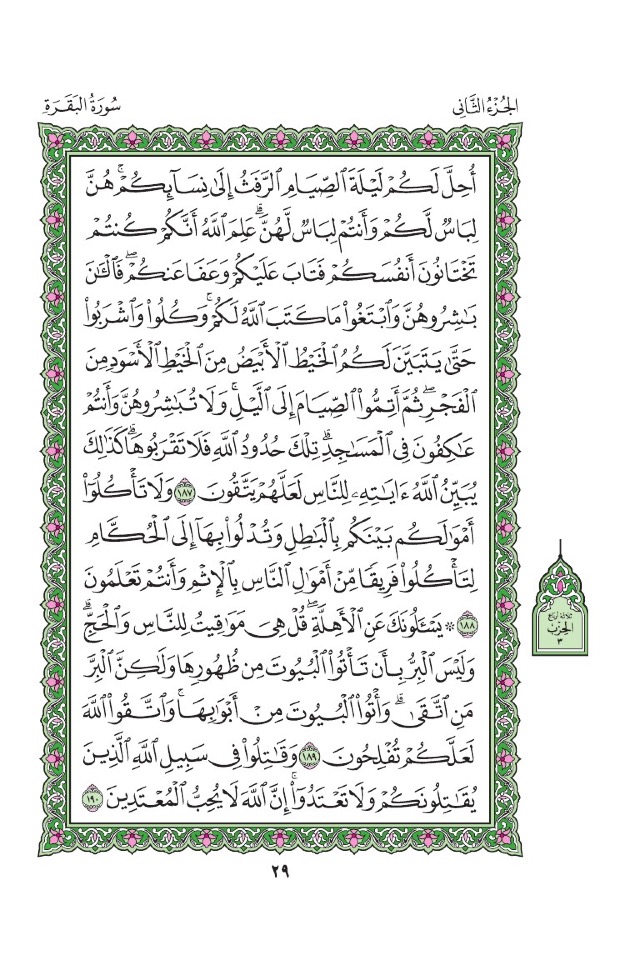 الجُزْءُ الثَّانِي
سُورَةُ البَقَرَةِ
أُحِلَّ لَكُمْ لَيْلَةَ ٱلصِّيَامِ ٱلرَّفَثُ إِلَىٰ نِسَآئِكُمْۚ هُنَّ
لِبَاسٌ لَّكُمْ وَأَنتُمْ لِبَاسٌ لَّهُنَّۗ عَلِمَ ٱللَّهُ أَنَّكُمْ كُنتُمْ
تَخْتَانُونَ أَنفُسَكُمْ فَتَابَ عَلَيْكُمْ وَعَفَا عَنكُمْۖ فَٱلْـَٰٔنَ
بَٰشِرُوهُنَّ وَٱبْتَغُوا۟ مَا كَتَبَ ٱللَّهُ لَكُمْۚ وَكُلُوا۟ وَٱشْرَبُوا۟
حَتَّىٰ يَتَبَيَّنَ لَكُمُ ٱلْخَيْطُ ٱلْأَبْيَضُ مِنَ ٱلْخَيْطِ ٱلْأَسْوَدِ مِنَ
ٱلْفَجْرِۖ ثُمَّ أَتِمُّوا۟ ٱلصِّيَامَ إِلَى ٱلَّيْلِۚ وَلَا تُبَٰشِرُوهُنَّ وَأَنتُمْ
عَٰكِفُونَ فِى ٱلْمَسَٰجِدِۗ تِلْكَ حُدُودُ ٱللَّهِ فَلَا تَقْرَبُوهَاۗ كَذَٰلِكَ
يُبَيِّنُ ٱللَّهُ ءَايَٰتِهِۦ لِلنَّاسِ لَعَلَّهُمْ يَتَّقُونَ ١٨٧ وَلَا تَأْكُلُوٓا۟
أَمْوَٰلَكُم بَيْنَكُم بِٱلْبَٰطِلِ وَتُدْلُوا۟ بِهَآ إِلَى ٱلْحُكَّامِ
لِتَأْكُلُوا۟ فَرِيقًا مِّنْ أَمْوَٰلِ ٱلنَّاسِ بِٱلْإِثْمِ وَأَنتُمْ تَعْلَمُونَ
١٨٨ ۞ يَسْـَٔلُونَكَ عَنِ ٱلْأَهِلَّةِۖ قُلْ هِىَ مَوَٰقِيتُ لِلنَّاسِ وَٱلْحَجِّۗ
وَلَيْسَ ٱلْبِرُّ بِأَن تَأْتُوا۟ ٱلْبُيُوتَ مِن ظُهُورِهَا وَلَٰكِنَّ ٱلْبِرَّ
مَنِ ٱتَّقَىٰۗ وَأْتُوا۟ ٱلْبُيُوتَ مِنْ أَبْوَٰبِهَاۚ وَٱتَّقُوا۟ ٱللَّهَ
لَعَلَّكُمْ تُفْلِحُونَ ١٨٩ وَقَٰتِلُوا۟ فِى سَبِيلِ ٱللَّهِ ٱلَّذِينَ
يُقَٰتِلُونَكُمْ وَلَا تَعْتَدُوٓا۟ۚ إِنَّ ٱللَّهَ لَا يُحِبُّ ٱلْمُعْتَدِينَ ١٩٠
ثلاثة أرباع
الحزب
٣
٢٩